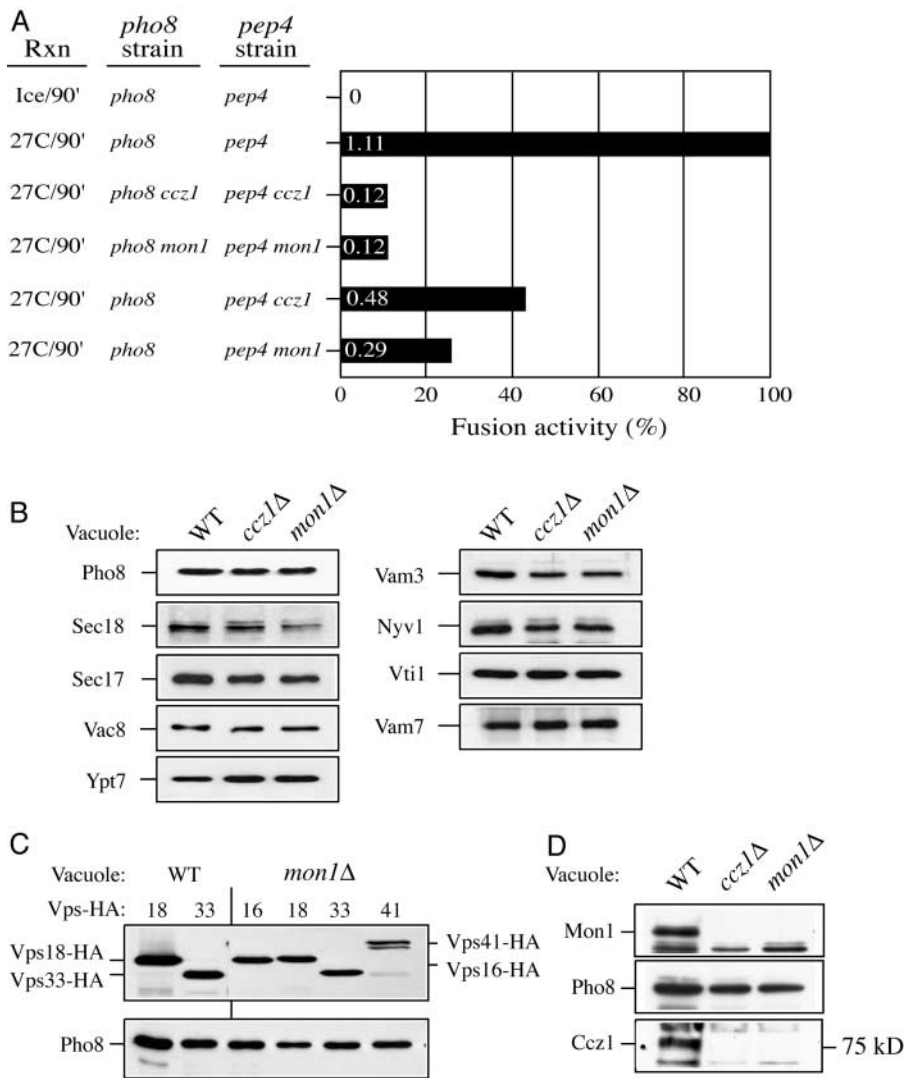 A
Rxn pho8 strain pep4 strain
Ice/90' pho8 pep4 0
27C/90' pho8 pep4 1.11
27C/90' pho8 ccz1 pep4 ccz1 0.12
27C/90' pho8 mon1 pep4 mon1 0.12
27C/90' pho8 pep4 ccz1 0.48
27C/90' pho8 pep4 mon1 0.29
0 20 40 60 80 100
Fusion activity (%)
B
Vacuole: WT ccz1Δ mon1Δ
Pho8
Sec18
Sec17
Vac8
Ypt7
WT ccz1Δ mon1Δ
Vam3
Nyv1
Vti1
Vam7
C
Vacuole: WT mon1Δ
Vps-HA: 18 33 16 18 33 41
Vps18-HA
Vps33-HA
Vps41-HA
Vps16-HA
Pho8
D
WT ccz1Δ mon1Δ
Mon1
Pho8
Ccz1
75 kD